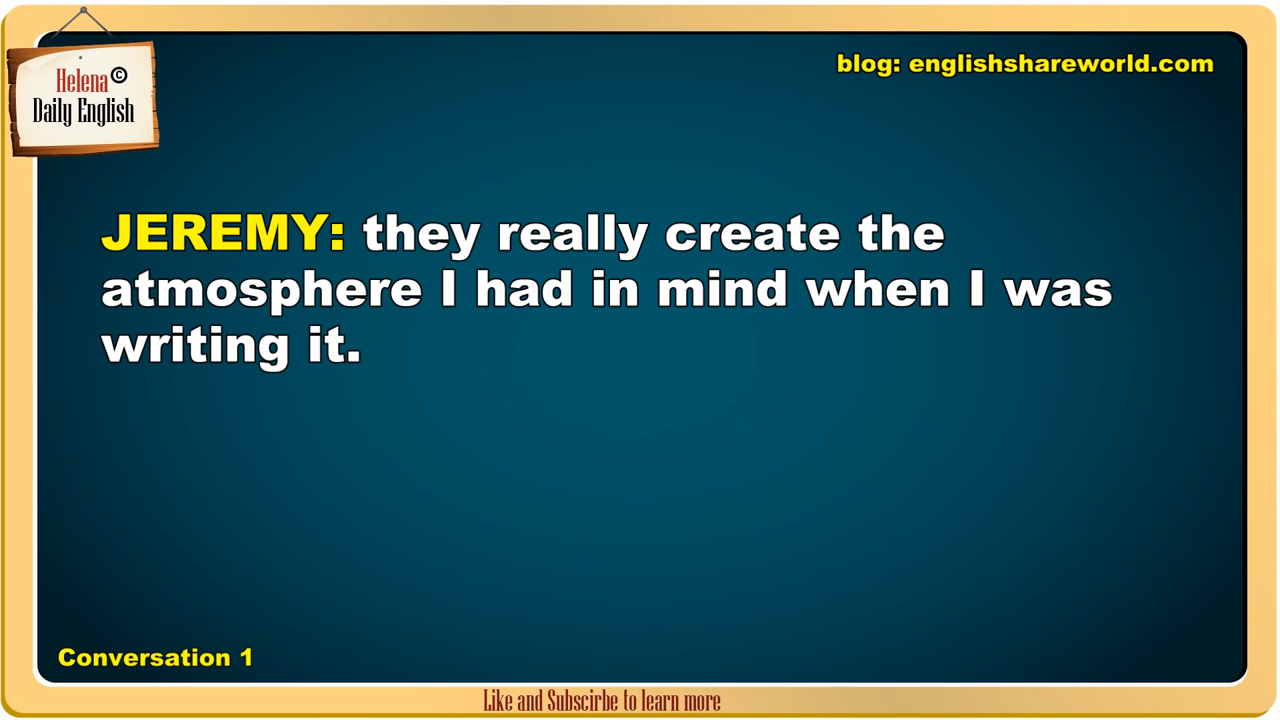 Helena©
Daily English
blog: englishshareworld.com
JEREMY: they really create the
atmosphere I had in mind when I was
writing it.
Conversation 1
Like and Subscirbe to learn more